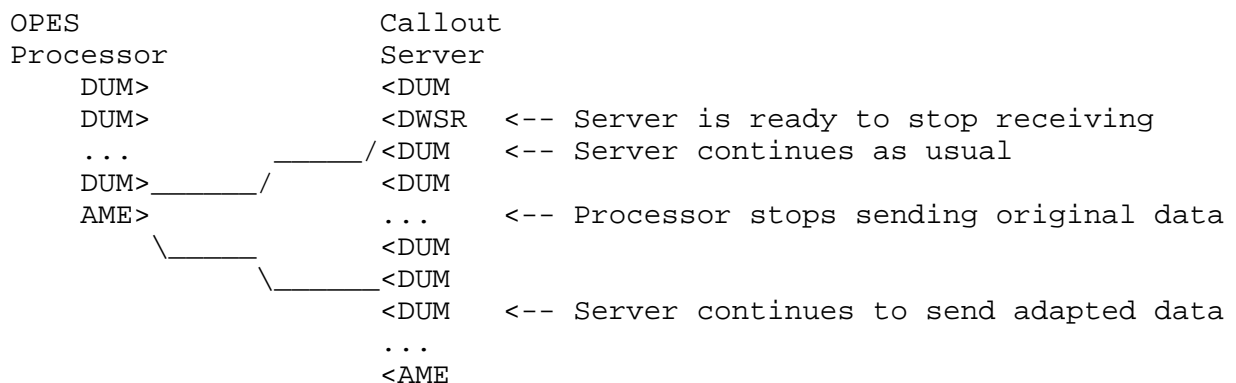 OPES                     Callout
Processor                Server
    DUM>                 <DUM
    DUM>                 <DWSR  <-- Server is ready to stop receiving
    ...          _____/<DUM   <-- Server continues as usual
    DUM>______/      <DUM
    AME>                 ...    <-- Processor stops sending original data
        \_____       <DUM
              \______<DUM
                         <DUM   <-- Server continues to send adapted data
                         ...
                         <AME